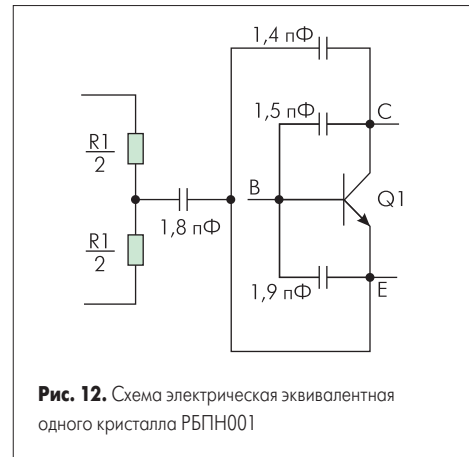 1,4 пФ
1,5 пФ
C
R1
2
B
Q1
1,8 пФ
R1
2
1,9 пФ
E
Рис. 12. Схема электрическая эквивалентная
одного кристалла РБПН001